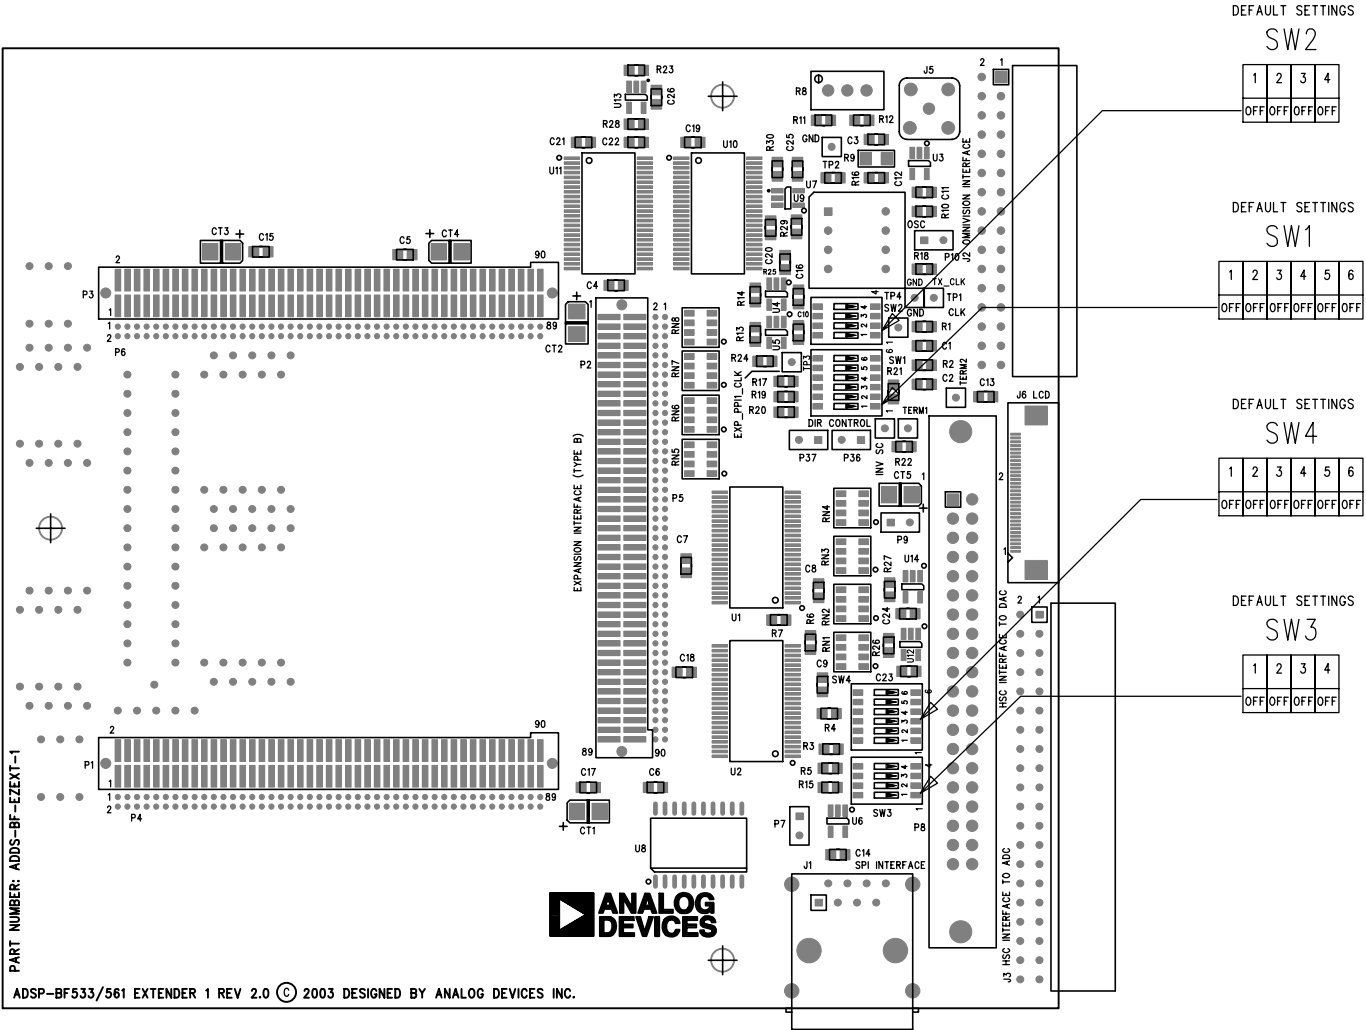 DEFAULT SETTINGS
SW2
1 2 3 4
OFF OFF OFF OFF
DEFAULT SETTINGS
SW1
1 2 3 4 5 6
OFF OFF OFF OFF OFF OFF
DEFAULT SETTINGS
SW4
1 2 3 4 5 6
OFF OFF OFF OFF OFF OFF
DEFAULT SETTINGS
SW3
1 2 3 4
OFF OFF OFF OFF
R23
U13
C26
R28
C21
C22
C19
U10
U11
R30
C25
R8
R11
R12
J5
2 1
GND
TP2
C3
R9
R16
C12
U3
C11
R10
J2 OMNIVISION INTERFACE
U7
U9
R29
C20
C16
R25
OSC
P10
R18
GND TX_CLK
TP4
TP1
SW2
GND CLK
R14
U4
C10
R13
U5
R24
TP3
SW1
R1
C1
R2
C2
R21
TERM2
C13
J6 LCD
CT3 +
C15
C5
+ CT4
2
90
P3
1
89
1
2
P6
C4
+
CT2
1
2 1
P2
RN8
RN7
RN6
RN5
EXP_PPI1_CLK
R17
R19
R20
DIR CONTROL
P37
P36
TERM1
INV SC
R22
CT5
+
1
2
1
P9
EXPANSION INTERFACE (TYPE B)
P5
C7
U1
RN4
RN3
RN2
RN1
C8
R27
U14
R6
C24
R7
R26
U12
C9
SW4
C23
C18
R4
R3
R5
R15
SW3
U2
89
90
HSC INTERFACE TO DAC
2 1
P8
2
90
P1
1
89
1
2
P4
C17
C6
+
CT1
U8
P7
U6
C14
J1
SPI INTERFACE
J3 HSC INTERFACE TO ADC
ANALOG
DEVICES
PART NUMBER: ADDS-BF-EZEXT-1
ADSP-BF533/561 EXTENDER 1 REV 2.0 © 2003 DESIGNED BY ANALOG DEVICES INC.